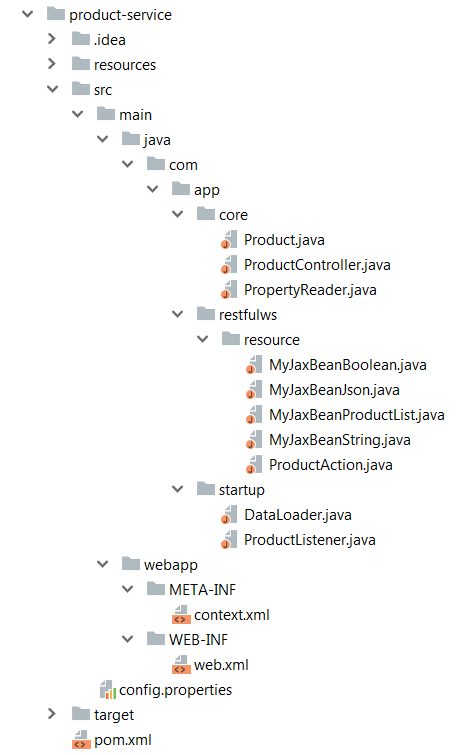 product-service
.idea
resources
src
main
java
com
app
core
Product.java
ProductController.java
PropertyReader.java
restfulws
resource
MyJaxBeanBoolean.java
MyJaxBeanJson.java
MyJaxBeanProductList.java
MyJaxBeanString.java
ProductAction.java
startup
DataLoader.java
ProductListener.java
webapp
META-INF
context.xml
WEB-INF
web.xml
config.properties
target
pom.xml